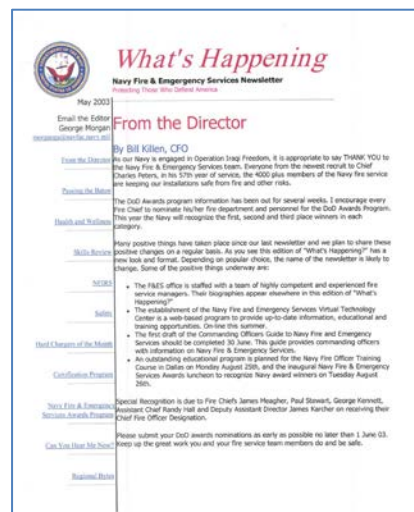 What's Happening
Navy Fire & Emgergency Services Newsletter
Protecting Those Who Defend America
May 2003
Email the Editor
George Morgan
morganga@navfac.navy.mil
From the Director
Passing the Baton
Health and Wellness
Skills Review
NFIRS
Safety
Hard Chargers of the Month
Certification Program
Navy Fire & Emergency
Services Awards Program
Can You Hear Me Now?
Regional Bytes
From the Director
By Bill Killen, CFO
As our Navy is engaged in Operation Iraqi Freedom, it is appropriate to say THANK YOU to
the Navy Fire & Emergency Services team. Everyone from the newest recruit to Chief
Charles Peters, in his 57th year of service, the 4000 plus members of the Navy fire service
are keeping our installations safe from fire and other risks.
The DoD Awards program information has been out for several weeks. I encourage every
Fire Chief to nominate his/her fire department and personnel for the DoD Awards Program.
This year the Navy will recognize the first, second and third place winners in each
category.
Many positive things have taken place since our last newsletter and we plan to share these
positive changes on a regular basis. As you see this edition of "What's Happening?" has a
new look and format. Depending on popular choice, the name of the newsletter is likely to
change. Some of the positive things underway are:
• The F&ES office is staffed with a team of highly competent and experienced fire
service managers. Their biographies appear elsewhere in this edition of "What's
Happening?"
• The establishment of the Navy Fire and Emergency Services Virtual Technology
Center is a web-based program to provide up-to-date information, educational and
training opportunities. On-line this summer.
• The first draft of the Commanding Officers Guide to Navy Fire and Emergency
Services should be completed 30 June. This guide provides commanding officers
with information on Navy Fire & Emergency Services.
• An outstanding educational program is planned for the Navy Fire Officer Training
Course in Dallas on Monday August 25th, and the inaugural Navy Fire & Emergency
Services Awards luncheon to recognize Navy award winners on Tuesday August
26th.
Special Recognition is due to Fire Chiefs James Meagher, Paul Stewart, George Kennett,
Assistant Chief Randy Hall and Deputy Assistant Director James Karcher on receiving their
Chief Fire Officer Designation.
Please submit your DoD awards nominations as early as possible no later than 1 June 03.
Keep up the great work you and your fire service team members do and be safe.